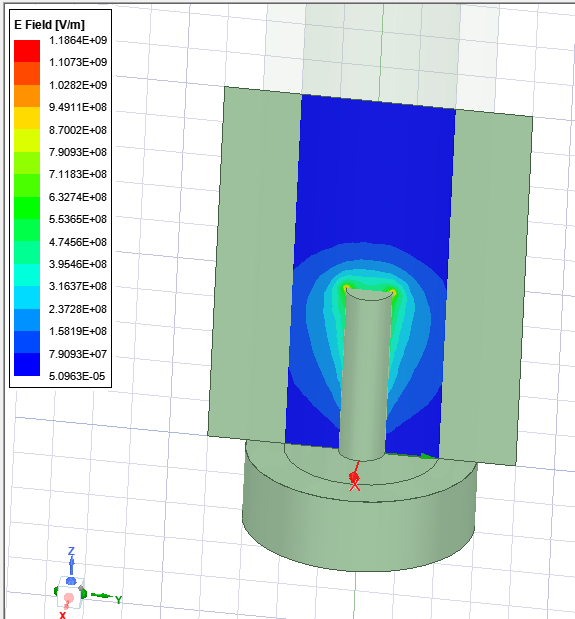 E Field [V/m]
1.1864E+09
1.1073E+09
1.0282E+09
9.4911E+08
8.7002E+08
7.9093E+08
7.1183E+08
6.3274E+08
5.5365E+08
4.7456E+08
3.9546E+08
3.1637E+08
2.3728E+08
1.5819E+08
7.9093E+07
5.0963E-05
X
Z
Y
X